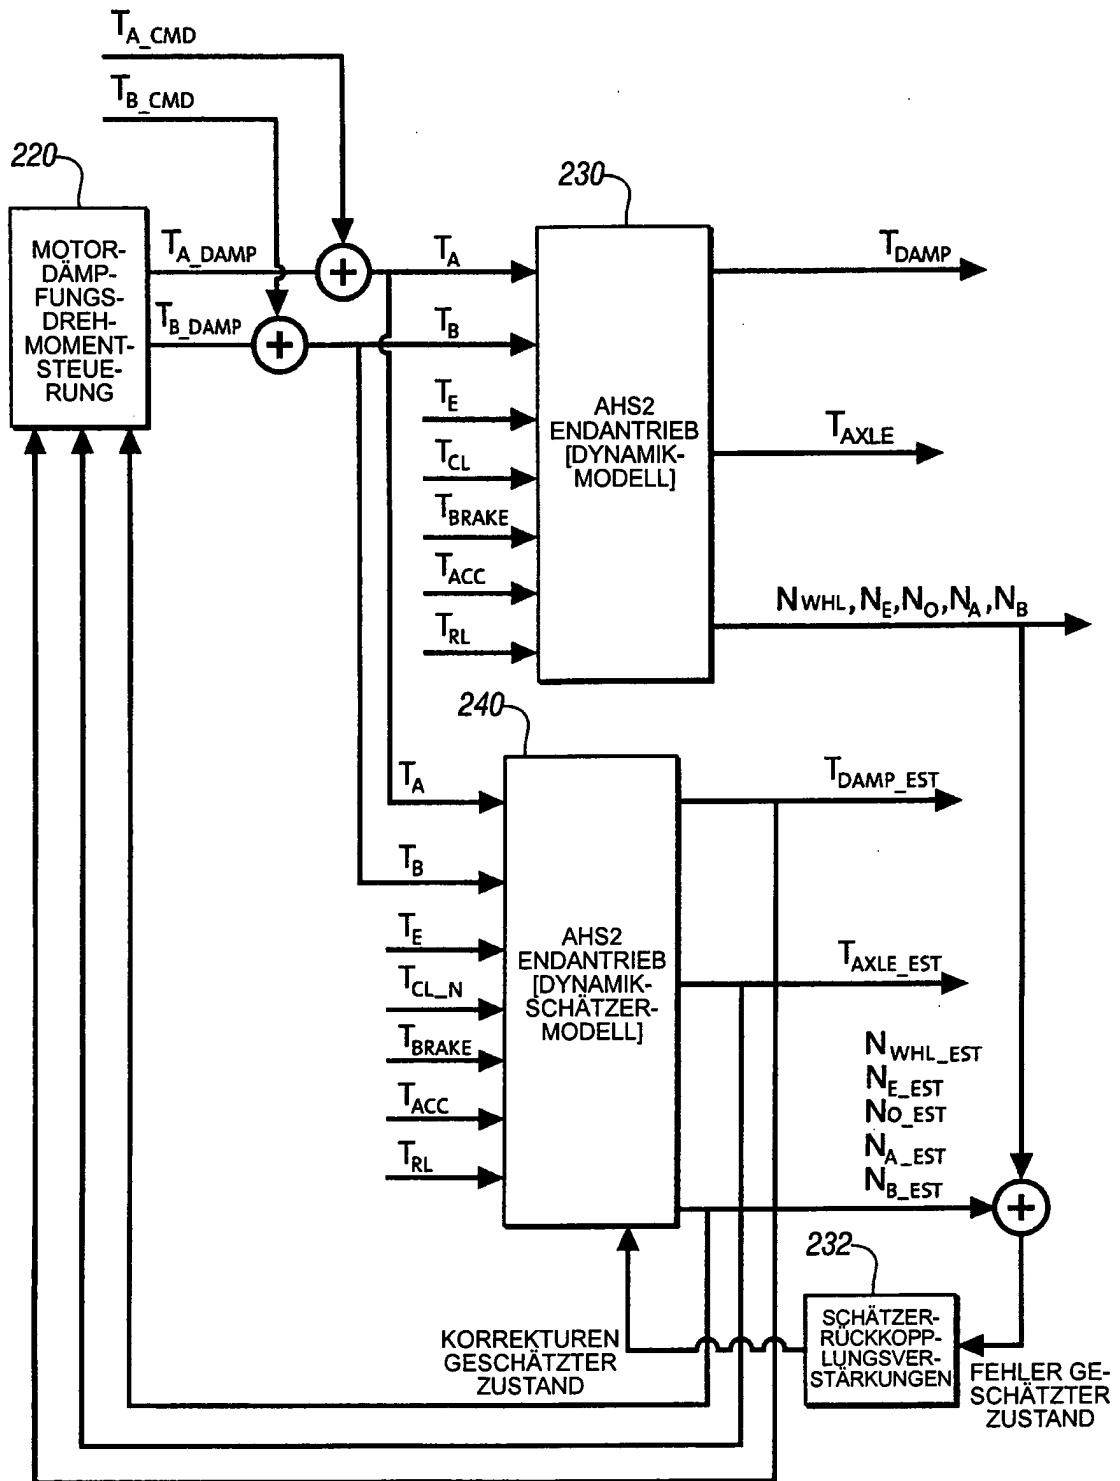 T_A_CMD
T_B_CMD
220
MOTOR-
DÄMP-
FUNGS-
DREH-
MOMENT-
STEUE-
RUNG
T_A_DAMP
T_B_DAMP
+
+
230
T_A
T_B
T_E
T_CL
T_BRAKE
T_ACC
T_RL
AHS2
ENDANTRIEB
[DYNAMIK-
MODELL]
T_DAMP
T_AXLE
N_WHL, N_E, N_O, N_A, N_B
240
T_A
T_B
T_E
T_CL_N
T_BRAKE
T_ACC
T_RL
AHS2
ENDANTRIEB
[DYNAMIK-
SCHÄTZER-
MODELL]
T_DAMP_EST
T_AXLE_EST
N_WHL_EST
N_E_EST
N_O_EST
N_A_EST
N_B_EST
+
232
SCHÄTZER-
RÜCKKOPP-
LUNGSVER-
STÄRKUNGEN
KORREKTUREN
GESCHÄTZTER
ZUSTAND
FEHLER GE-
SCHÄTZTER
ZUSTAND